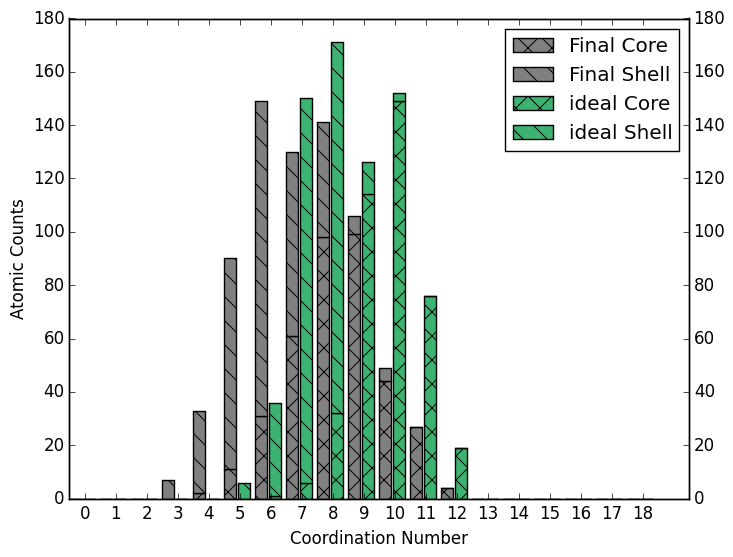 180
160
140
120
100
80
60
40
20
0
Atomic Counts
180
160
140
120
100
80
60
40
20
0
Final Core
Final Shell
ideal Core
ideal Shell
0 1 2 3 4 5 6 7 8 9 10 11 12 13 14 15 16 17 18
Coordination Number